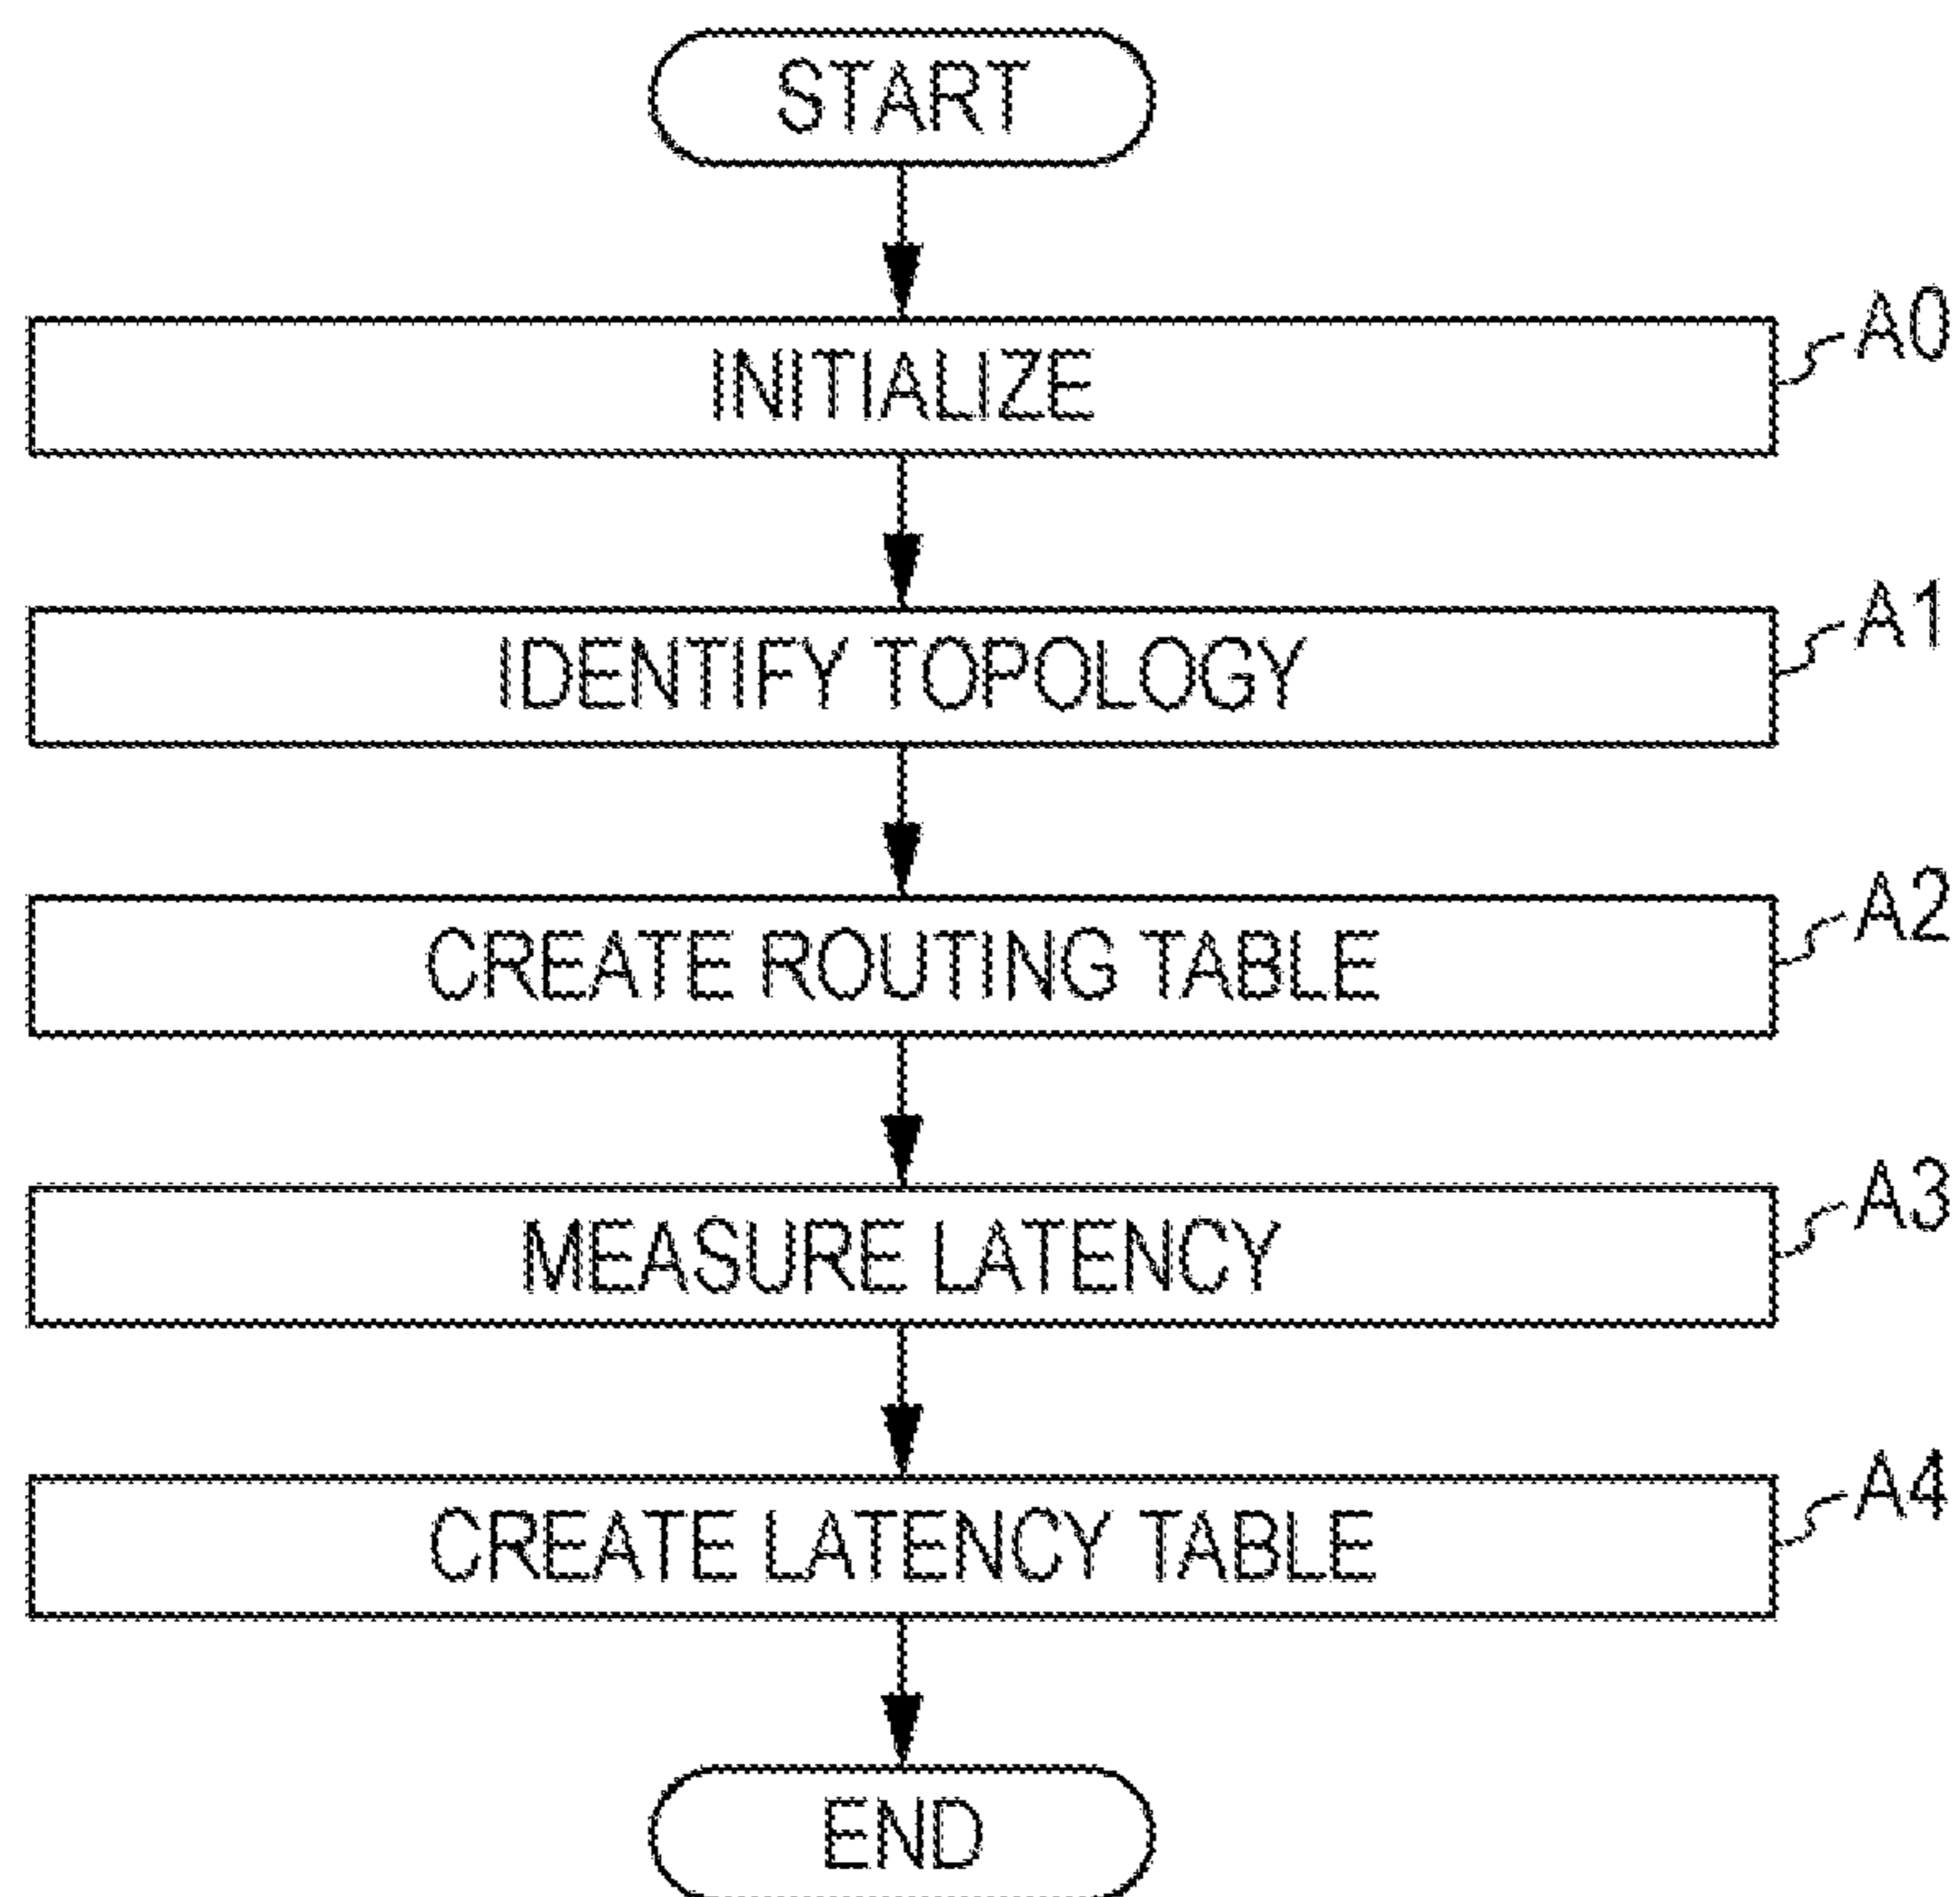 START
INITIALIZE
A0
IDENTIFY TOPOLOGY
A1
CREATE ROUTING TABLE
A2
MEASURE LATENCY
A3
CREATE LATENCY TABLE
A4
END